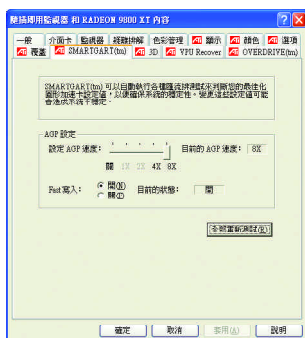 隨插即用監視器 和 RADEON 9800 XT 內容
一般 介面卡 監視器 疑難排解 色彩管理 顯示 顏色 選項
覆蓋 SMARTGART(tm) 3D VPU Recover OVERDRIVE(tm)
SMARTGART(tm) 可以自動執行各種匯流排測試來判斷您的最佳化
圖形加速卡設定值，以便確保系統的穩定性。變更這些設定值可能
會造成系統不穩定。
AGP 設定
設定 AGP 速度： 目前的 AGP 速度： 8X
關 1X 2X 4X 8X
Fast 寫入： 開(N) 目前的狀態： 開
關(O)
全部重新測試(R)
確定 取消 套用(A) 說明